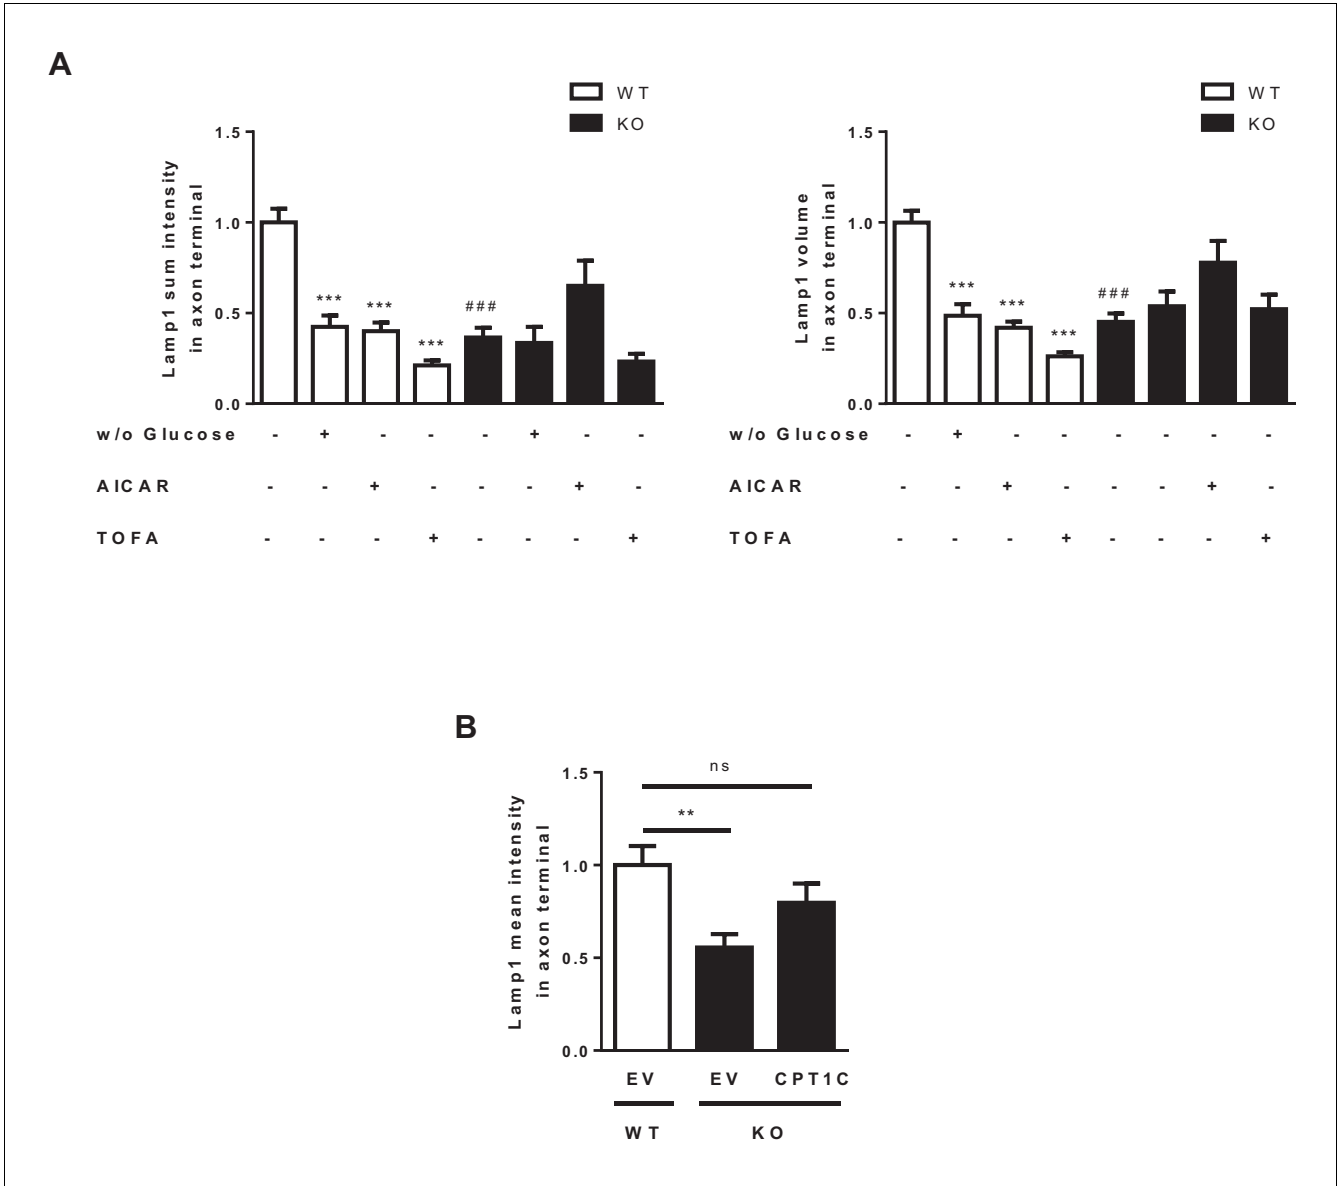 A
WT
KO
1.5
1.0
0.5
0.0
Lamp1 sum intensity
in axon terminal
***
***
***
###
w/o Glucose - + - - - + - -
AICAR - - + - - - + -
TOFA - - - + - - - +
WT
KO
1.5
1.0
0.5
0.0
Lamp1 volume
in axon terminal
***
***
***
###
w/o Glucose - + - - - - - -
AICAR - - + - - - + -
TOFA - - - + - - - +
B
1.5
1.0
0.5
0.0
Lamp1 mean intensity
in axon terminal
ns
**
EV EV CPT1C
WT KO